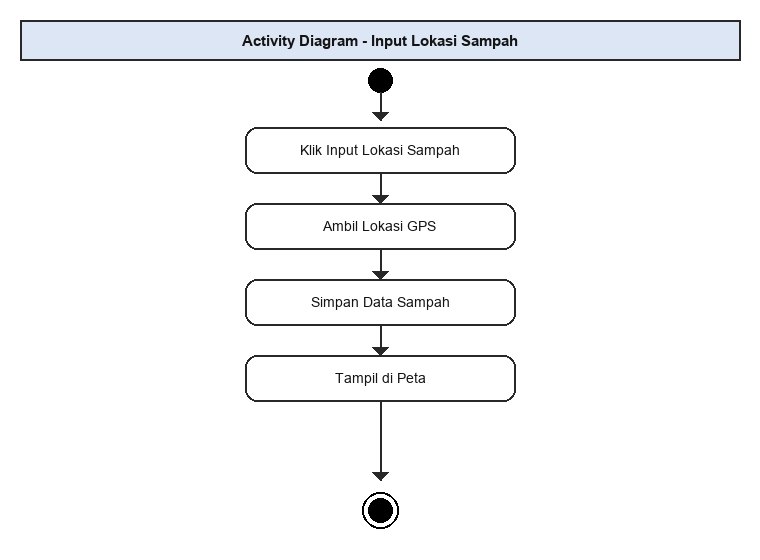 Activity Diagram - Input Lokasi Sampah
Klik Input Lokasi Sampah
Ambil Lokasi GPS
Simpan Data Sampah
Tampil di Peta